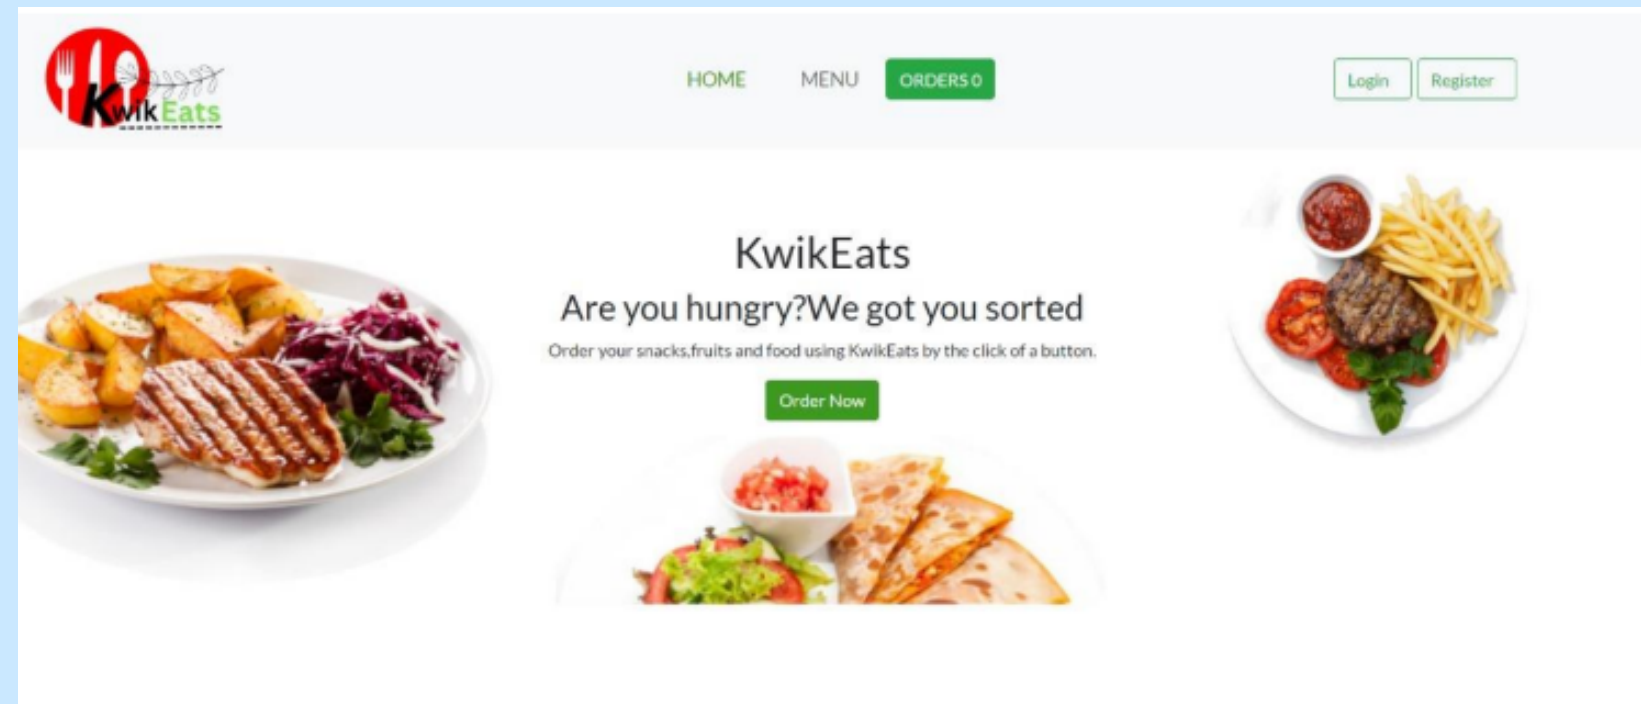 KwikEats
HOME MENU ORDERS 0 Login Register
KwikEats
Are you hungry?We got you sorted
Order your snacks,fruits and food using KwikEats by the click of a button.
Order Now